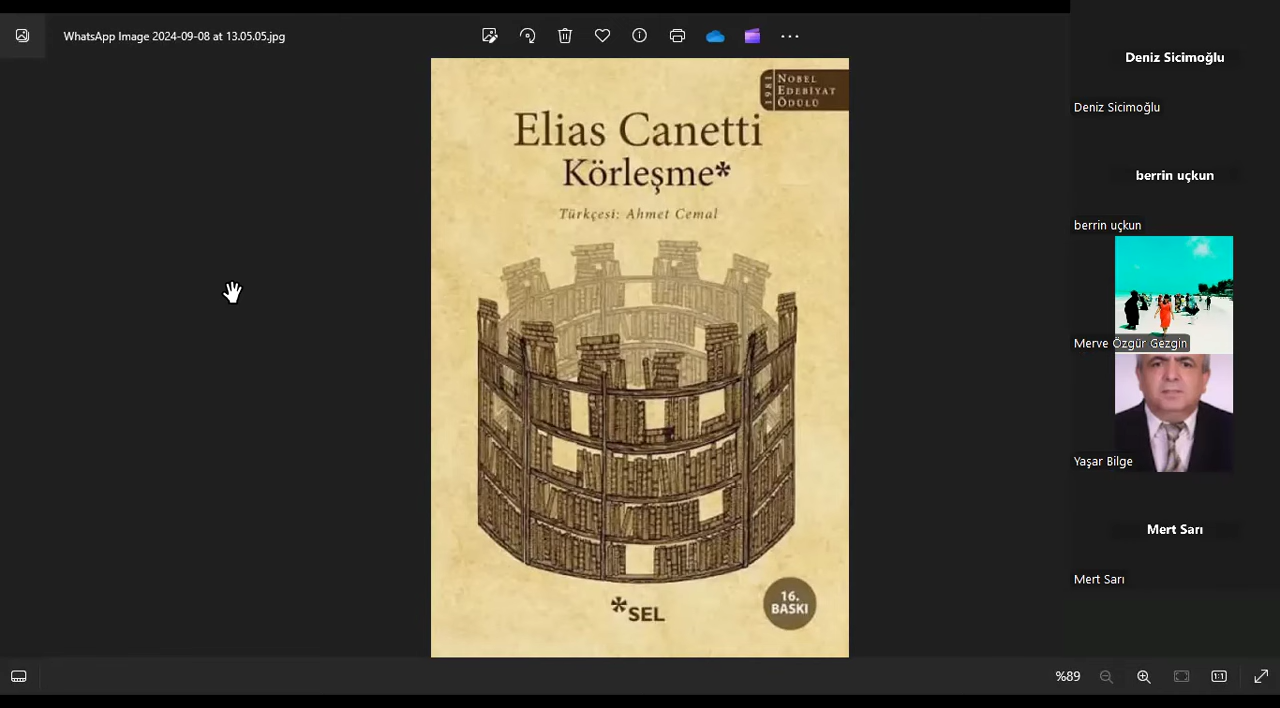 WhatsApp Image 2024-09-08 at 13.05.05.jpg
1981
NOBEL
EDEBİYAT
ÖDÜLÜ
Elias Canetti
Körleşme*
Türkçesi: Ahmet Cemal
*SEL
16.
BASKI
Deniz Sicimoğlu
Deniz Sicimoğlu
berrin uçkun
berrin uçkun
Merve Özgür Gezgin
Yaşar Bilge
Mert Sarı
Mert Sarı
%89
1:1